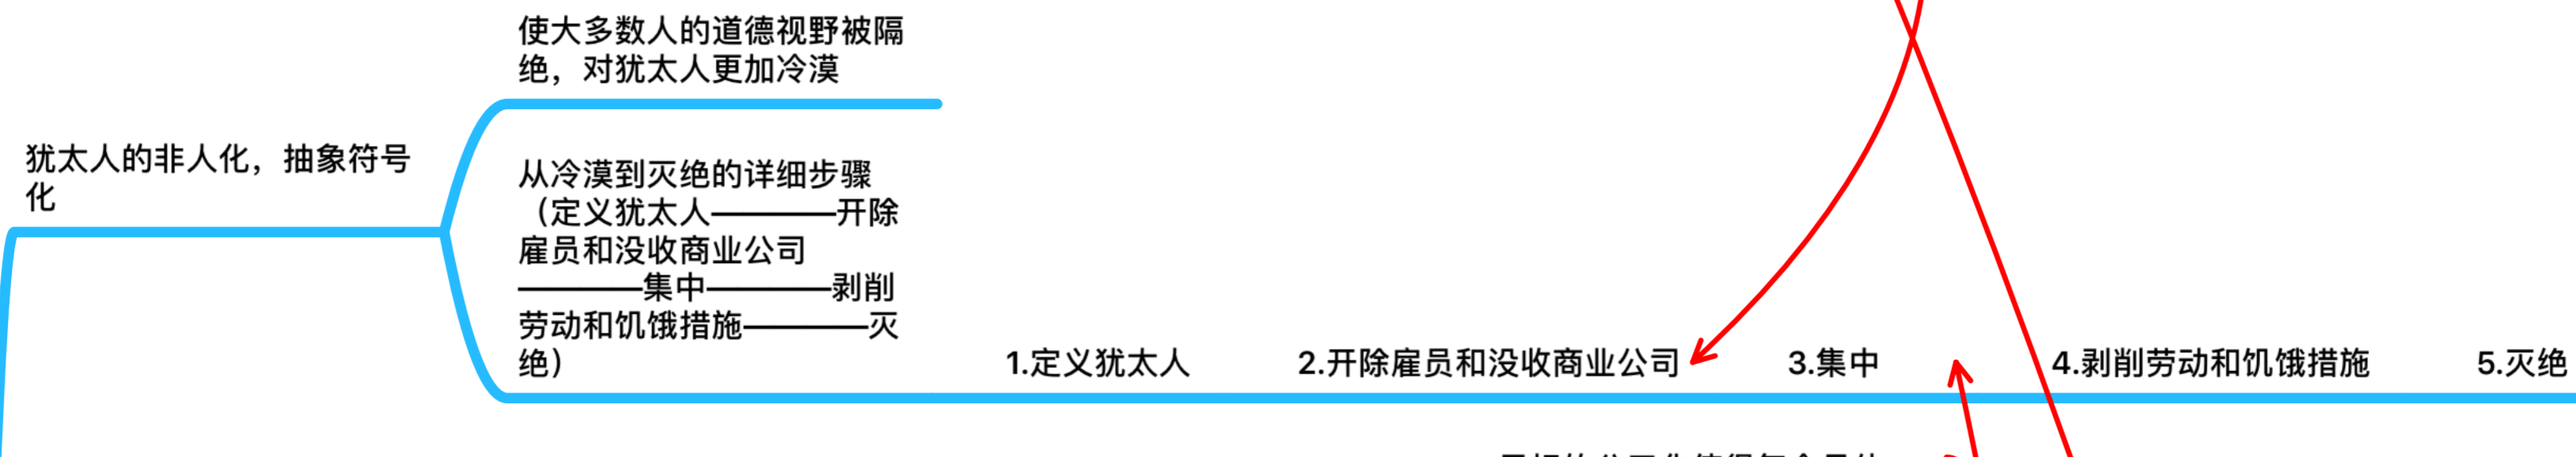 使大多数人的道德视野被隔
绝，对犹太人更加冷漠
犹太人的非人化，抽象符号
化
从冷漠到灭绝的详细步骤
（定义犹太人————开除
雇员和没收商业公司
————集中————剥削
劳动和饥饿措施————灭
绝）
1.定义犹太人
2.开除雇员和没收商业公司
3.集中
4.剥削劳动和饥饿措施
5.灭绝